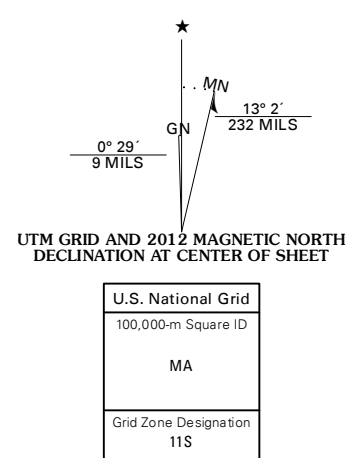 MN
GN
13° 2´
232 MILS
0° 29´
9 MILS
UTM GRID AND 2012 MAGNETIC NORTH
DECLINATION AT CENTER OF SHEET
U.S. National Grid
100,000-m Square ID
MA
Grid Zone Designation
11S